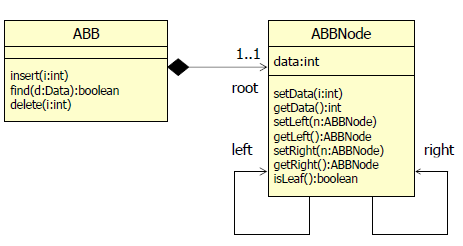 ABB
insert(i:int)
find(d:Data):boolean
delete(i:int)
1..1
root
ABBNode
data:int
setData(i:int)
getData():int
setLeft(n:ABBNode)
getLeft():ABBNode
setRight(n:ABBNode)
getRight():ABBNode
isLeaf():boolean
left
right